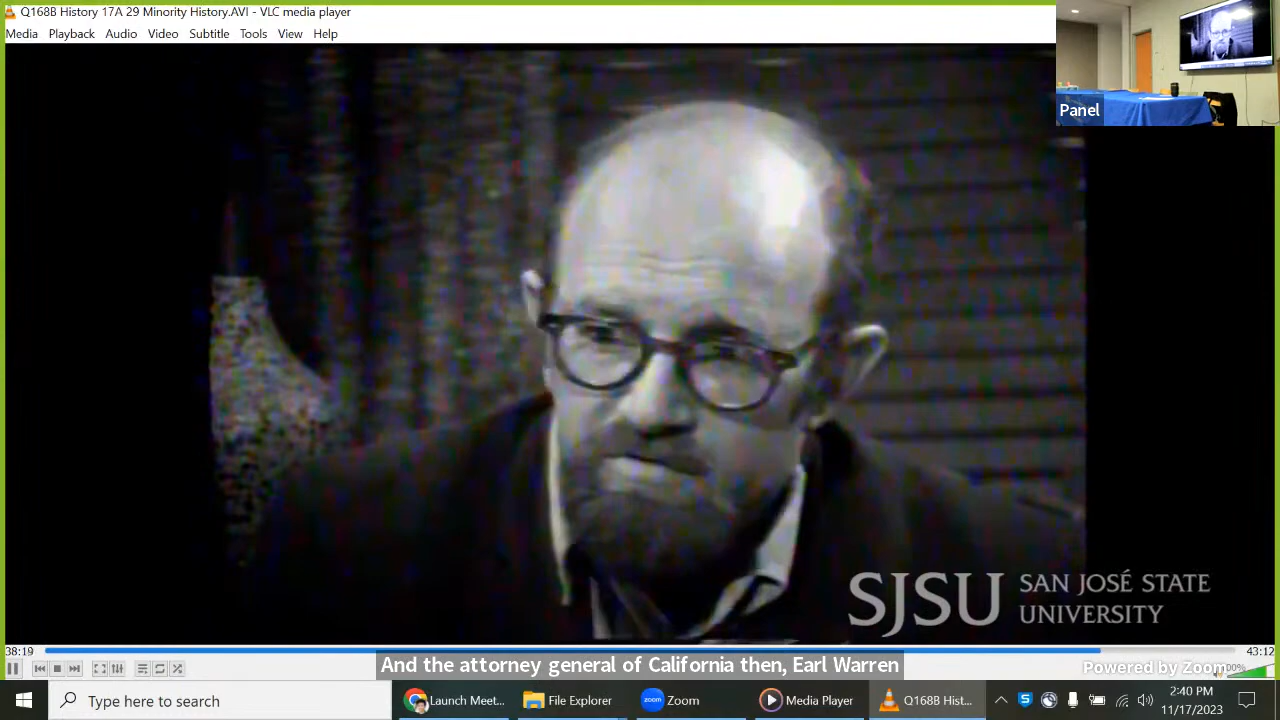 Q168B History 17A 29 Minority History.AVI - VLC media player
Media Playback Audio Video Subtitle Tools View Help
Panel
SJSU SAN JOSÉ STATE
UNIVERSITY
38:19
43:12
And the attorney general of California then, Earl Warren
Powered by Zoom
Type here to search
Launch Meet...
File Explorer
zoom
Zoom
Media Player
Q168B Hist...
2:40 PM
11/17/2023